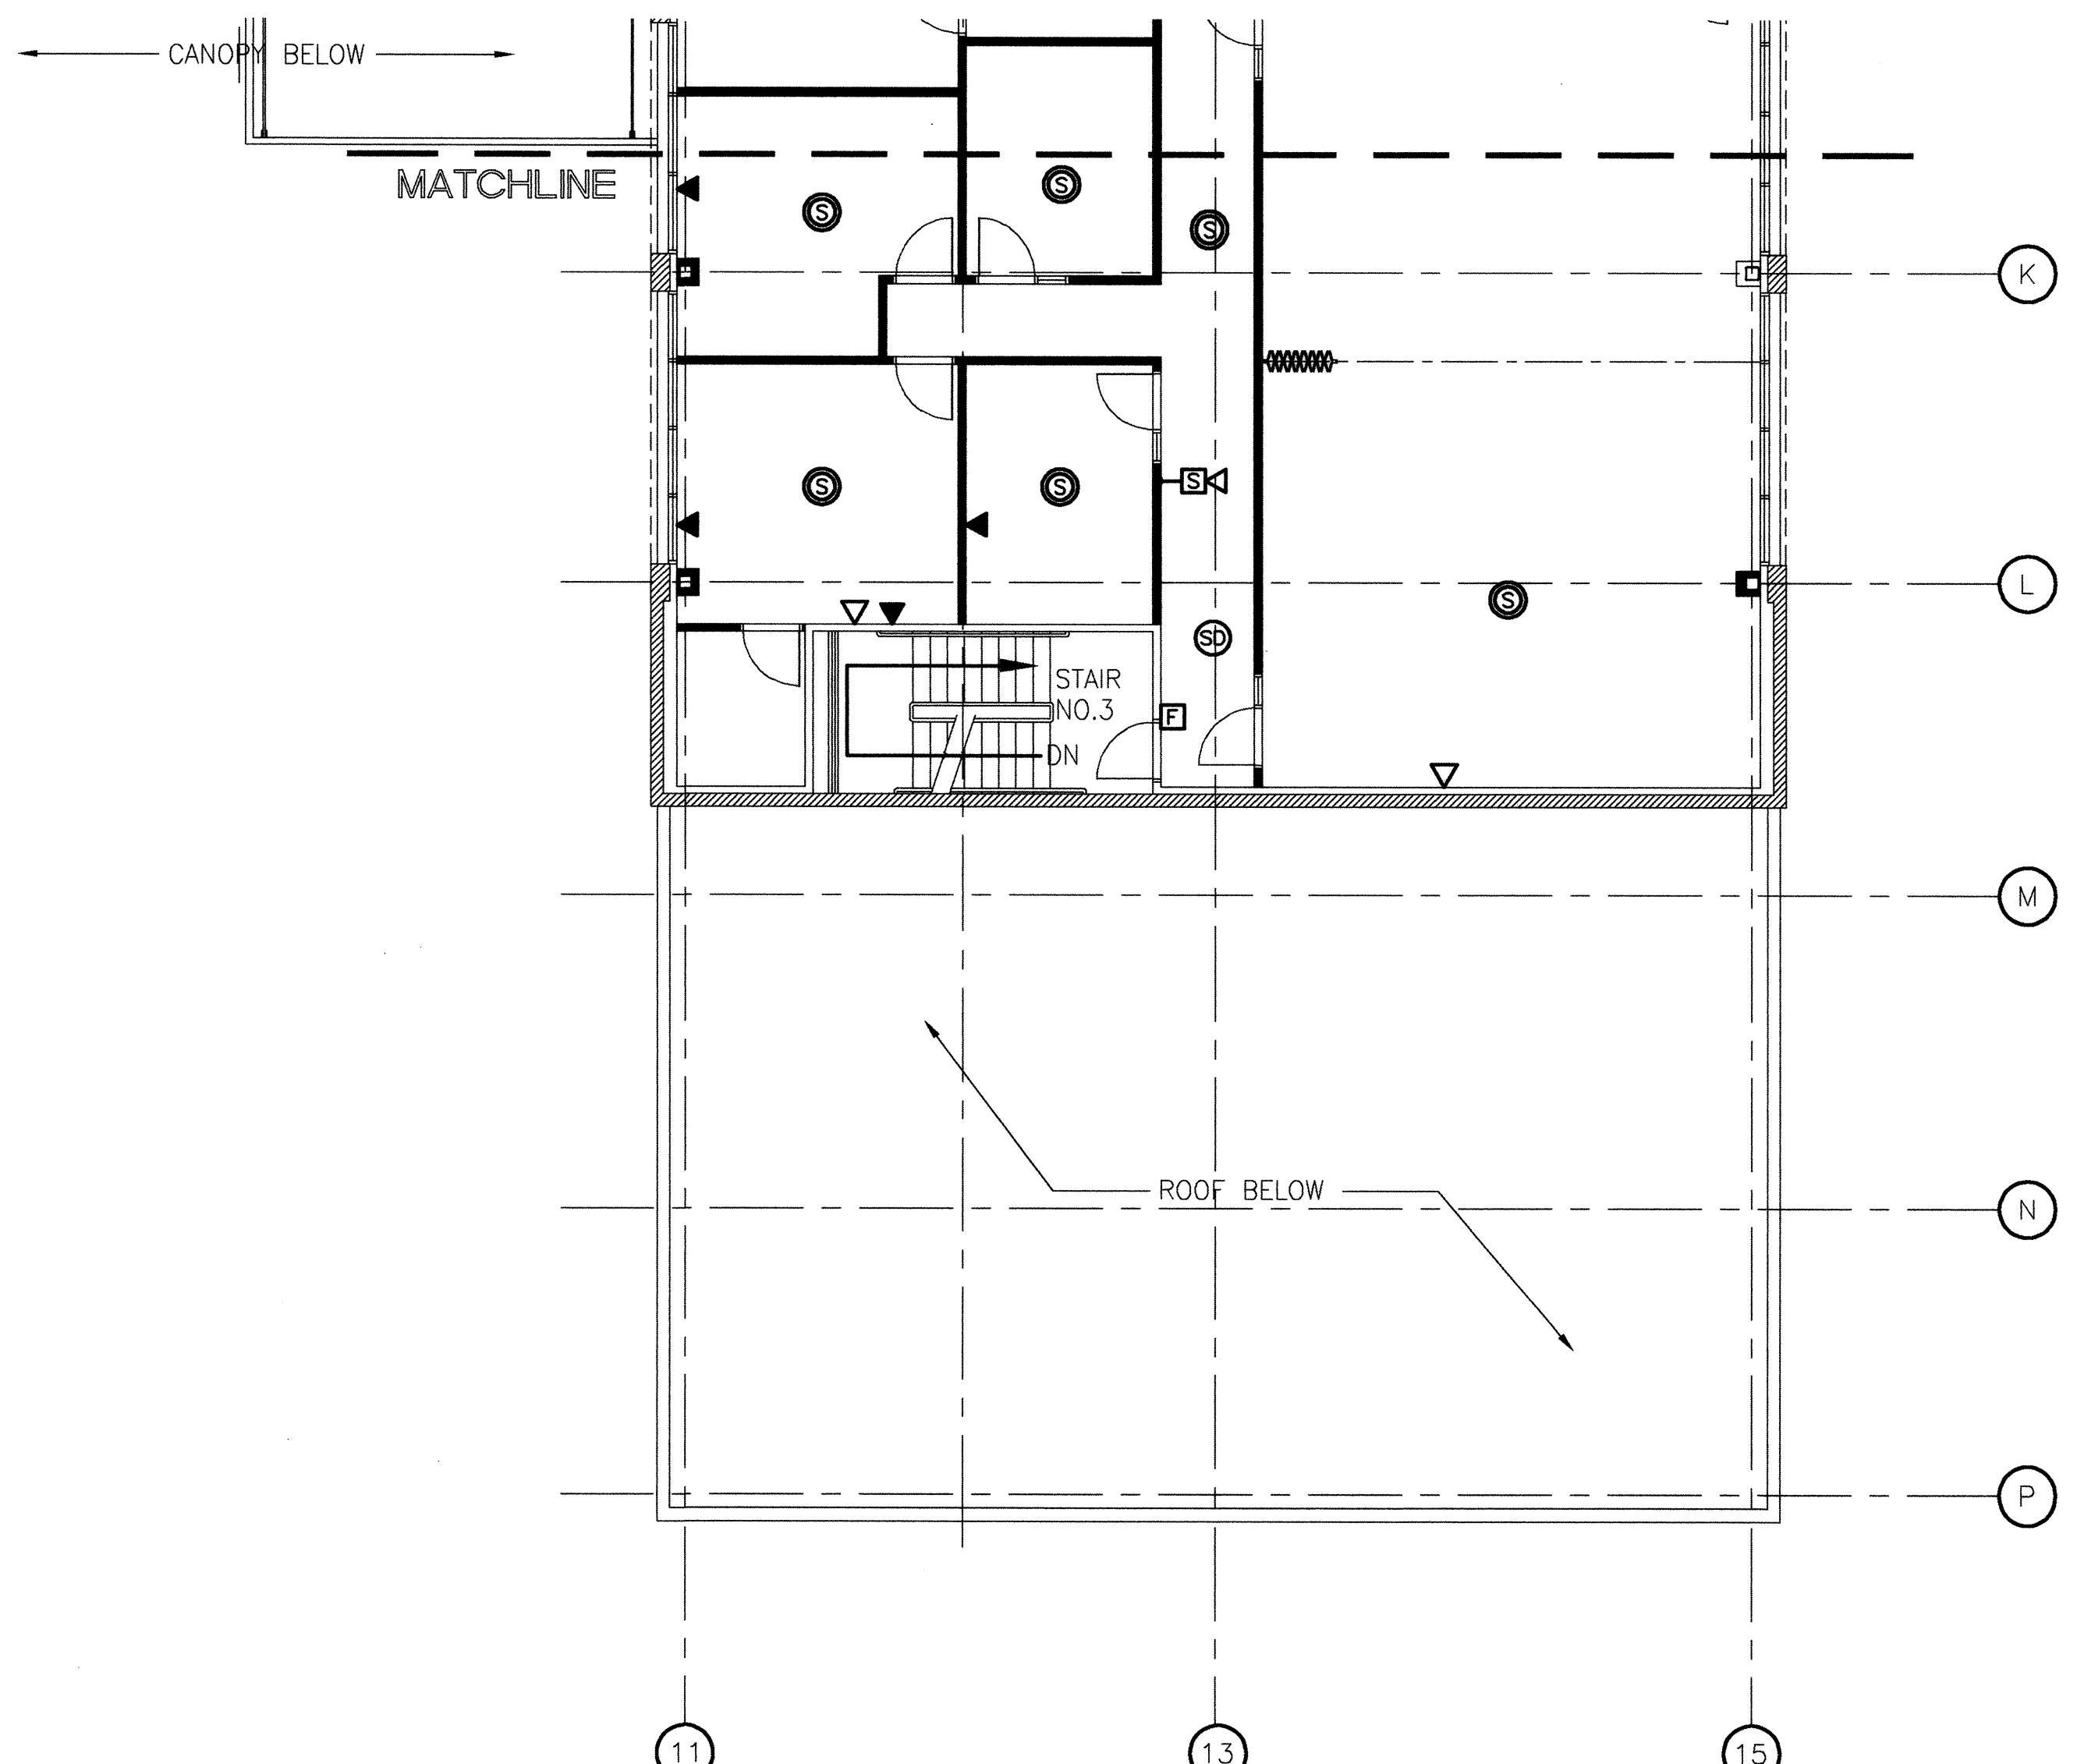 CANOPY BELOW
MATCHLINE
S
S
S
K
S
S
S
L
S
SD
STAIR
NO.3
F
DN
M
ROOF BELOW
N
P
11
13
15